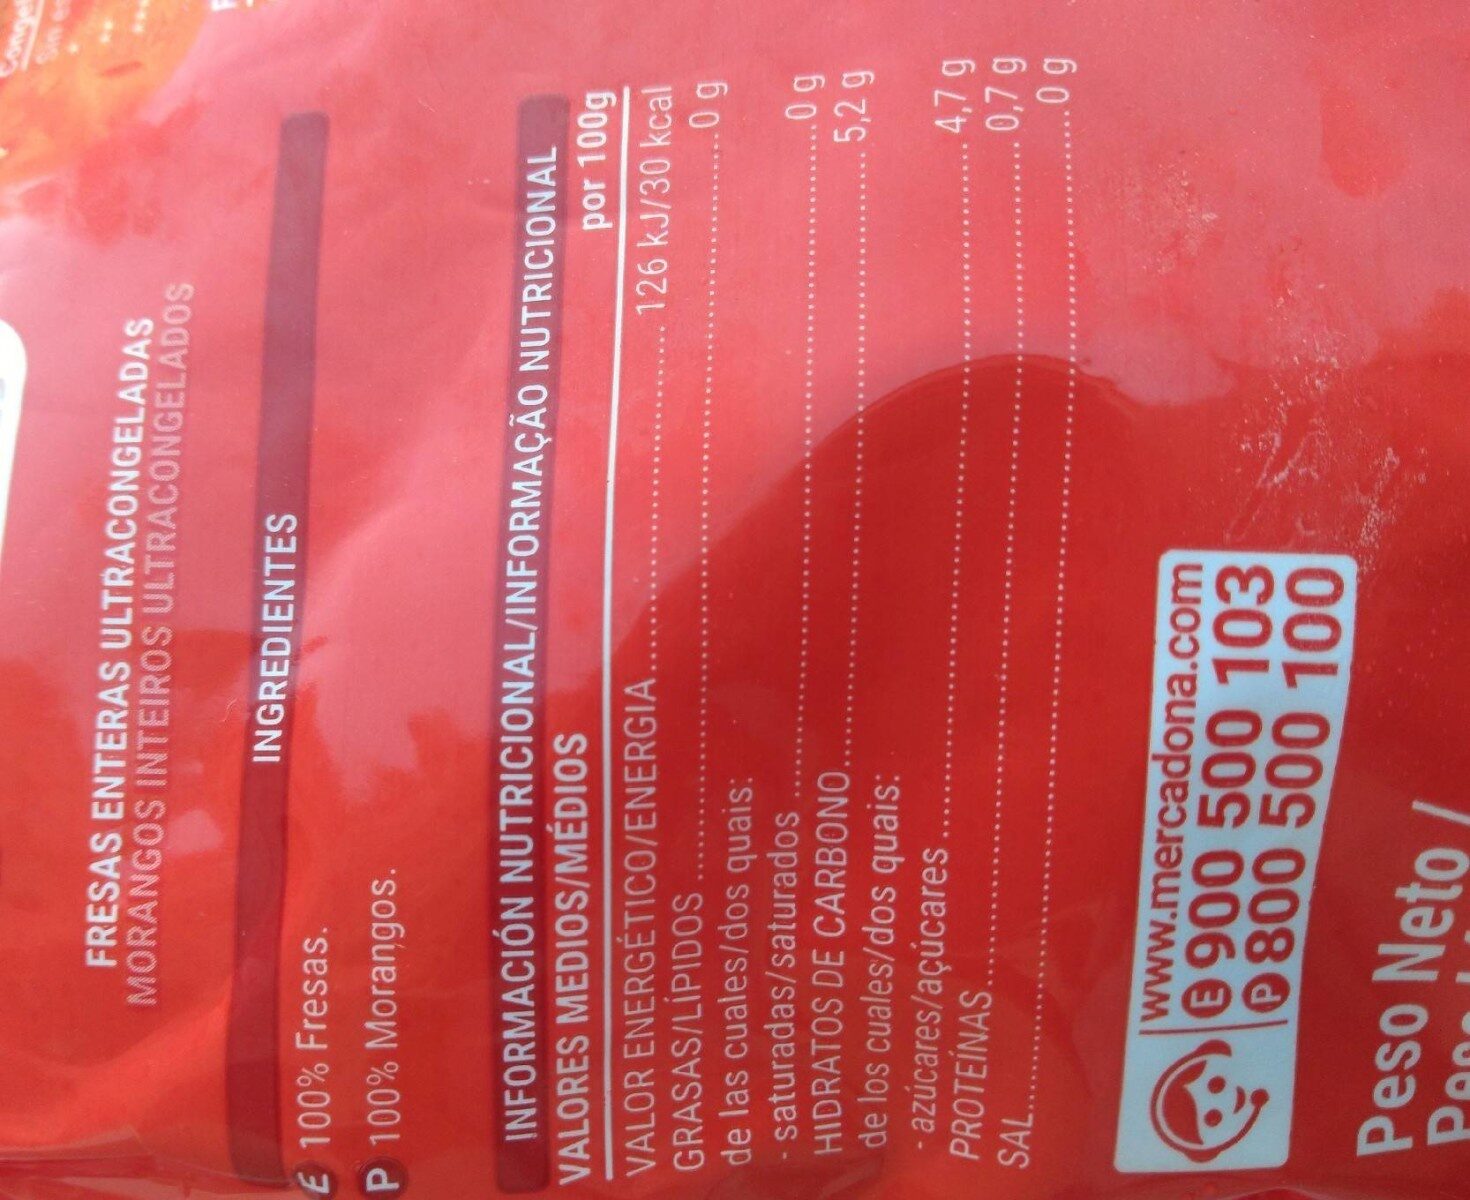 Congel
Sin
FRESAS ENTERAS ULTRACONGELADAS
MORANGOS INTEIROS ULTRACONGELADOS
INGREDIENTES
E 100% Fresas.
P 100% Morangos.
INFORMACIÓN NUTRICIONAL/INFORMAÇÃO NUTRICIONAL
VALORES MEDIOS/MÉDIOS por 100g
VALOR ENERGÉTICO/ENERGIA 126 kJ/30 kcal
GRASAS/LÍPIDOS 0 g
de las cuales/dos quais:
- saturadas/saturados 0 g
HIDRATOS DE CARBONO 5,2 g
de los cuales/dos quais:
- azúcares/açúcares 4,7 g
PROTEÍNAS 0,7 g
SAL 0 g
www.mercadona.com
E 900 500 103
P 800 500 100
Peso Neto /